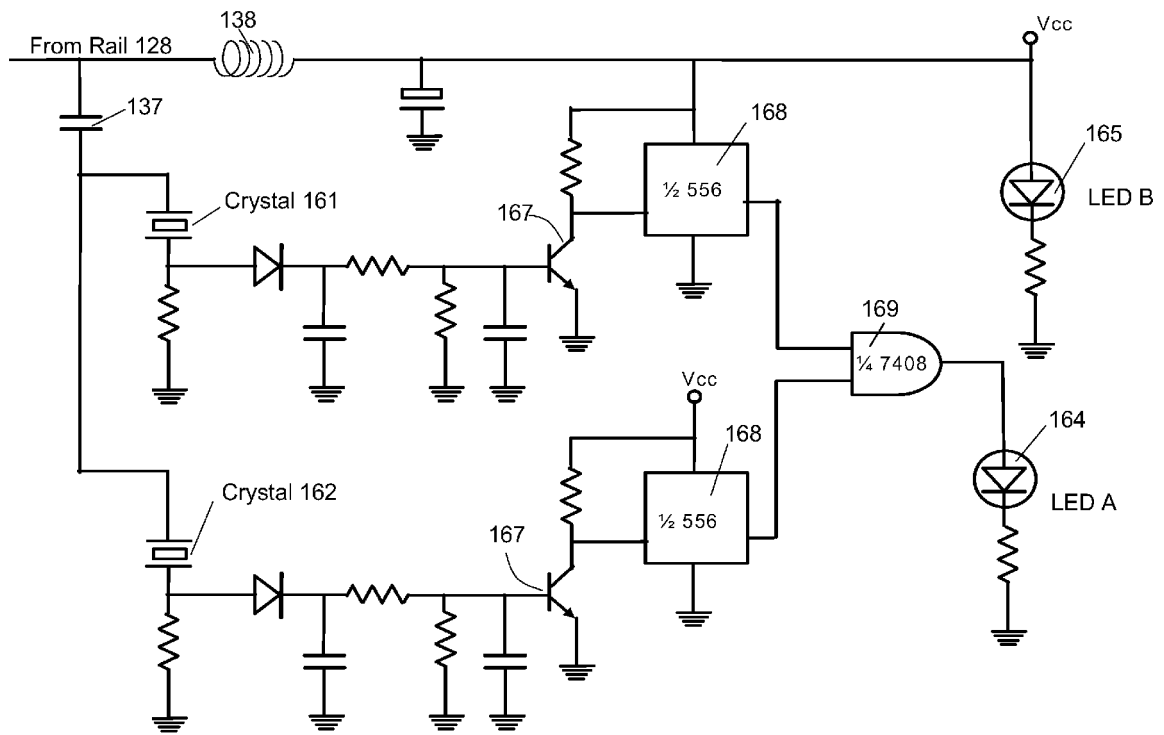 138
From Rail 128
Vcc
137
168
165
½ 556
LED B
Crystal 161
167
169
¼ 7408
Vcc
168
164
Crystal 162
½ 556
LED A
167